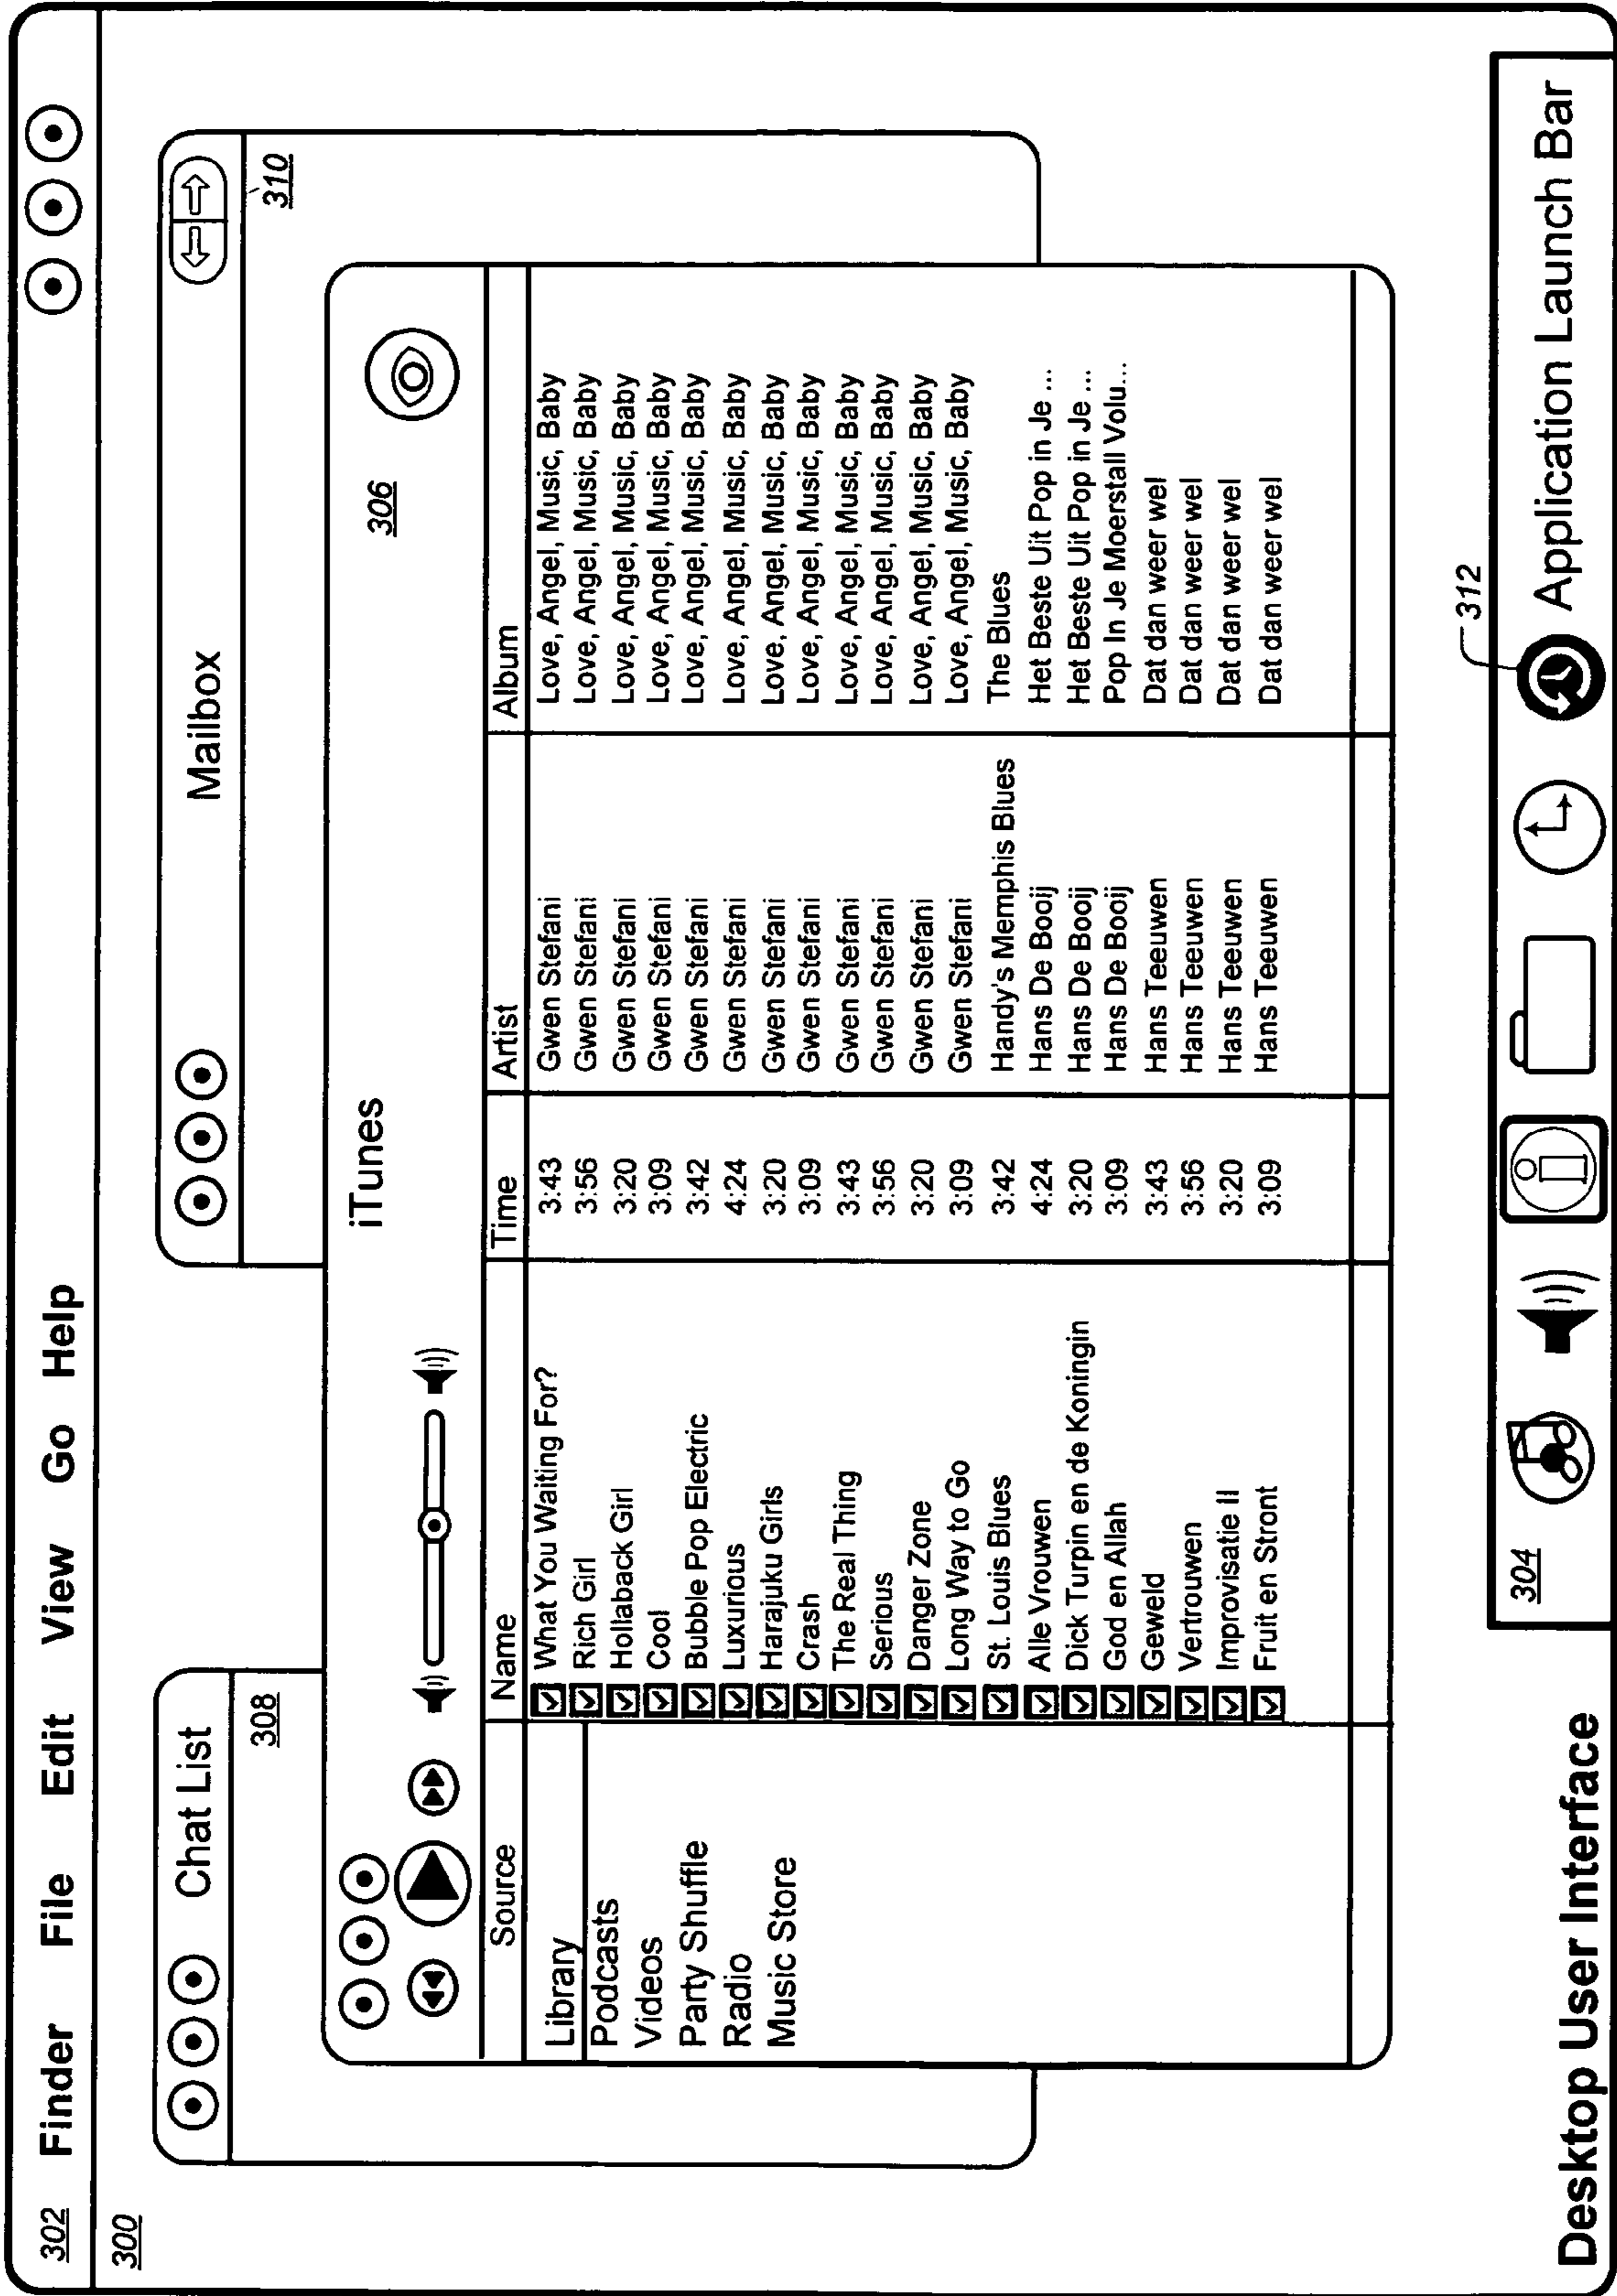 302 Finder File Edit View Go Help
300
Chat List
308
Mailbox
310
iTunes
306
Source Name Time Artist Album
Library
Podcasts
Videos
Party Shuffle
Radio
Music Store
What You Waiting For? 3:43 Gwen Stefani Love, Angel, Music, Baby
Rich Girl 3:56 Gwen Stefani Love, Angel, Music, Baby
Hollaback Girl 3:20 Gwen Stefani Love, Angel, Music, Baby
Cool 3:09 Gwen Stefani Love, Angel, Music, Baby
Bubble Pop Electric 3:42 Gwen Stefani Love, Angel, Music, Baby
Luxurious 4:24 Gwen Stefani Love, Angel, Music, Baby
Harajuku Girls 3:20 Gwen Stefani Love, Angel, Music, Baby
Crash 3:09 Gwen Stefani Love, Angel, Music, Baby
The Real Thing 3:43 Gwen Stefani Love, Angel, Music, Baby
Serious 3:56 Gwen Stefani Love, Angel, Music, Baby
Danger Zone 3:20 Gwen Stefani Love, Angel, Music, Baby
Long Way to Go 3:09 Gwen Stefani Love, Angel, Music, Baby
St. Louis Blues 3:42 Handy's Memphis Blues The Blues
Alle Vrouwen 4:24 Hans De Booij Het Beste Uit Pop in Je ...
Dick Turpin en de Koningin 3:20 Hans De Booij Het Beste Uit Pop in Je ...
God en Allah 3:09 Hans De Booij Pop In Je Moerstall Volu...
Geweld 3:43 Hans Teeuwen Dat dan weer wel
Vertrouwen 3:56 Hans Teeuwen Dat dan weer wel
Improvisatie II 3:20 Hans Teeuwen Dat dan weer wel
Fruit en Stront 3:09 Hans Teeuwen Dat dan weer wel
312
304 Application Launch Bar
Desktop User Interface